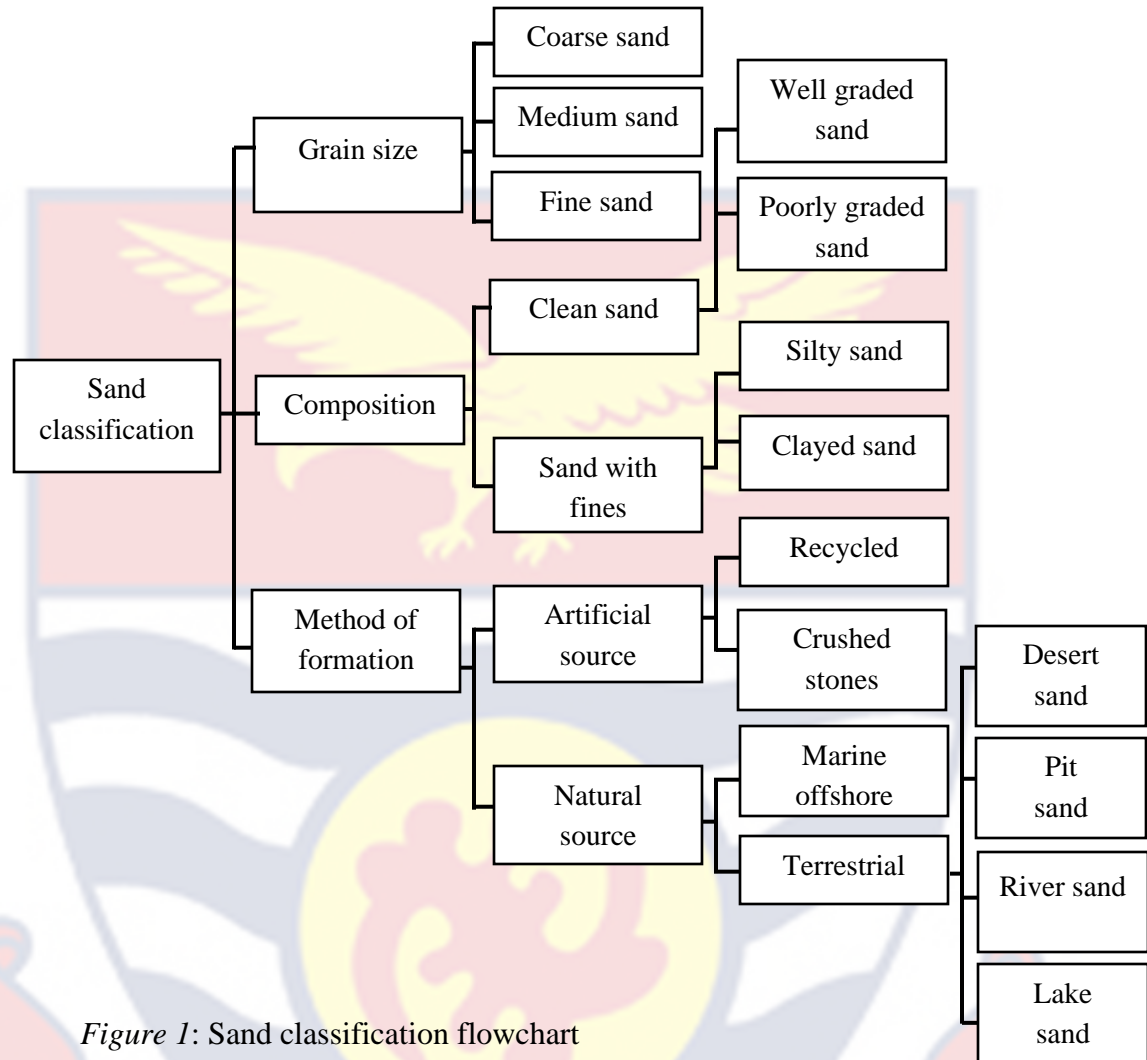 Sand
classification
Grain size
Coarse sand
Medium sand
Fine sand
Composition
Clean sand
Well graded
sand
Poorly graded
sand
Sand with
fines
Silty sand
Clayed sand
Method of
formation
Artificial
source
Recycled
Crushed
stones
Natural
source
Marine
offshore
Terrestrial
Desert
sand
Pit
sand
River sand
Lake
sand
Figure 1: Sand classification flowchart